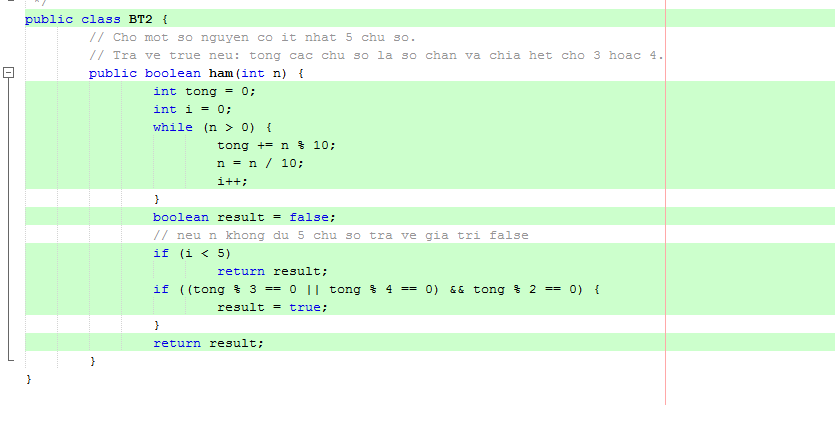 */
public class BT2 {
// Cho mot so nguyen co it nhat 5 chu so.
// Tra ve true neu: tong cac chu so la so chan va chia het cho 3 hoac 4.
public boolean ham(int n) {
int tong = 0;
int i = 0;
while (n > 0) {
tong += n % 10;
n = n / 10;
i++;
}
boolean result = false;
// neu n khong du 5 chu so tra ve gia tri false
if (i < 5)
return result;
if ((tong % 3 == 0 || tong % 4 == 0) && tong % 2 == 0) {
result = true;
}
return result;
}
}